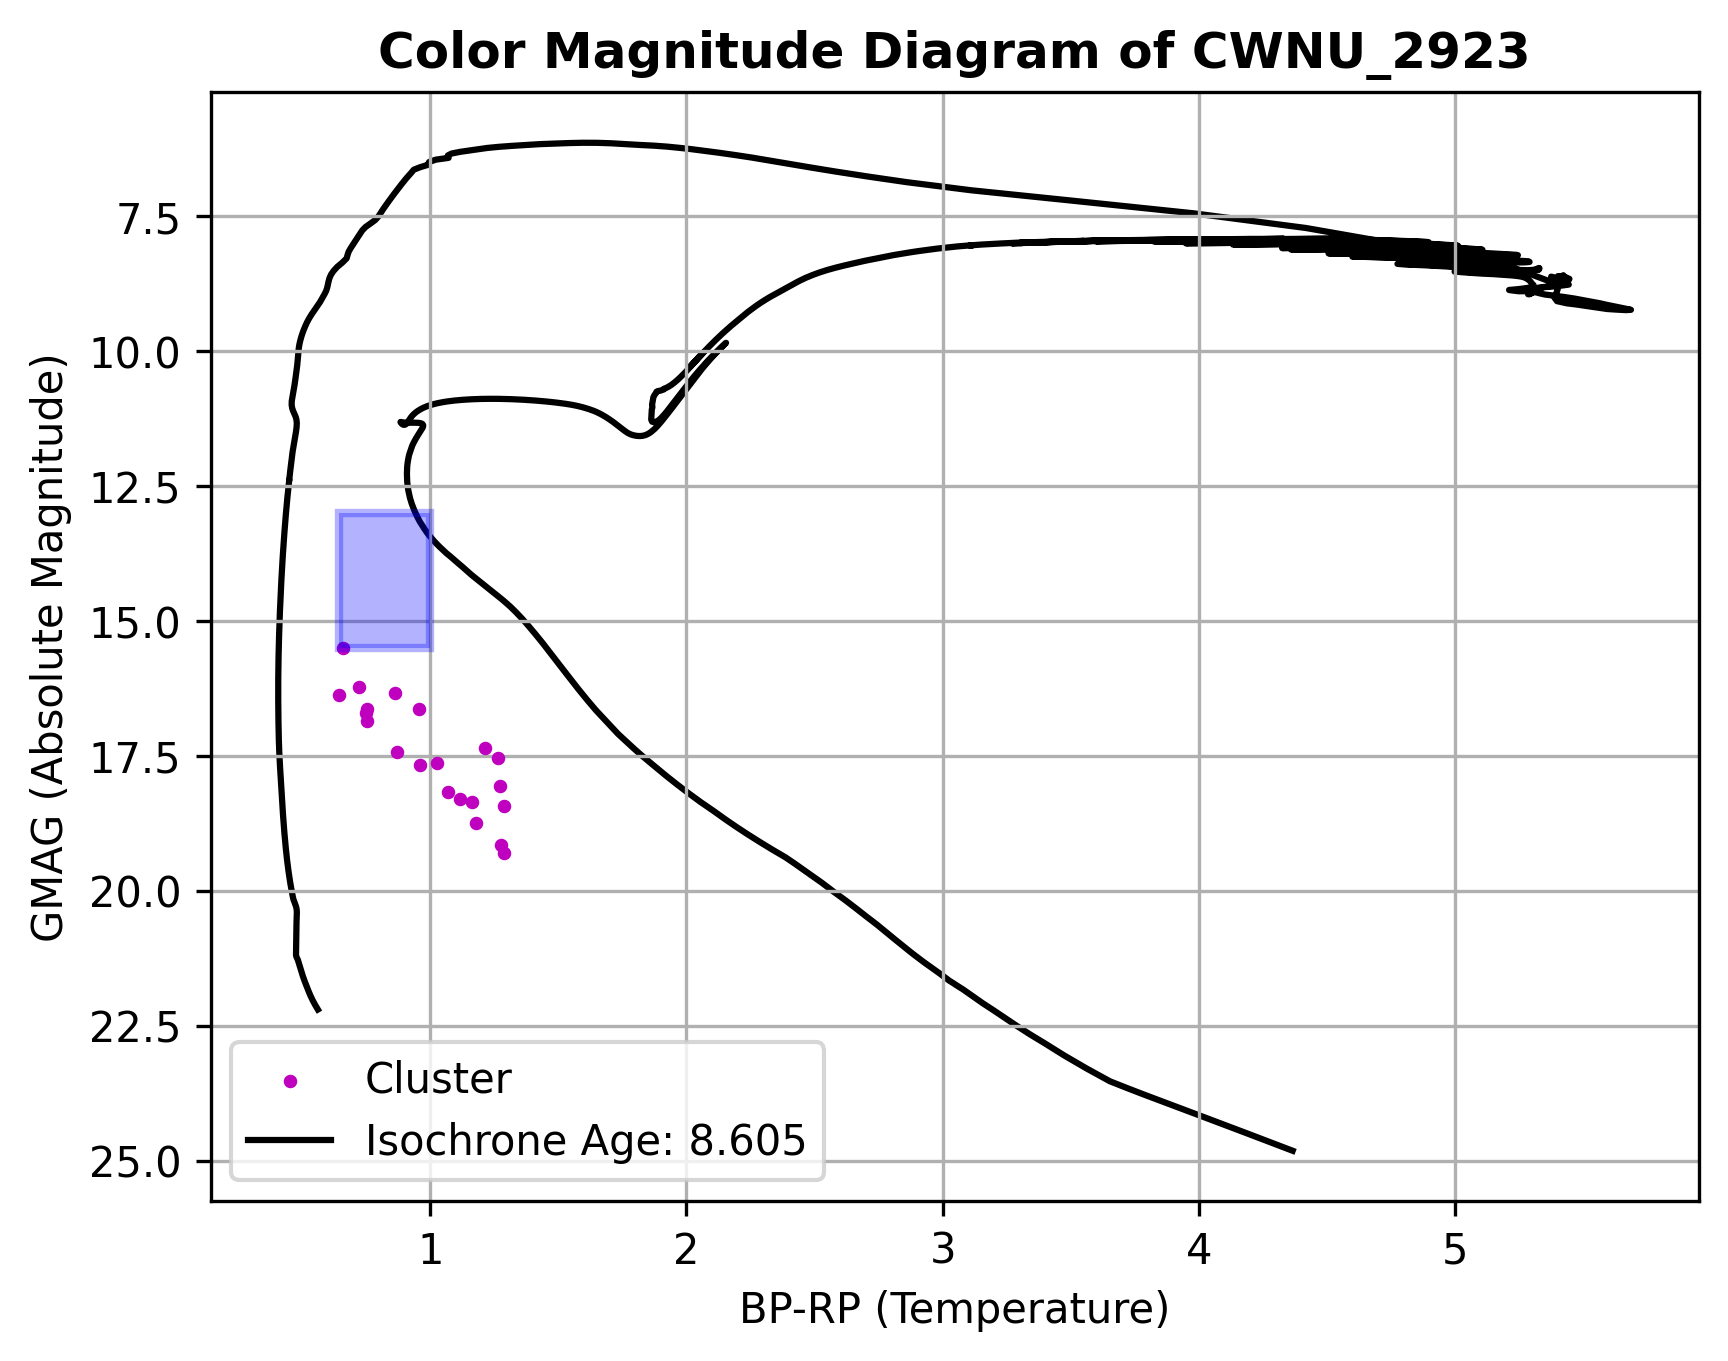 Color Magnitude Diagram of CWNU_2923
GMAG (Absolute Magnitude)
7.5
10.0
12.5
15.0
17.5
20.0
22.5
25.0
Cluster
Isochrone Age: 8.605
1 2 3 4 5
BP-RP (Temperature)